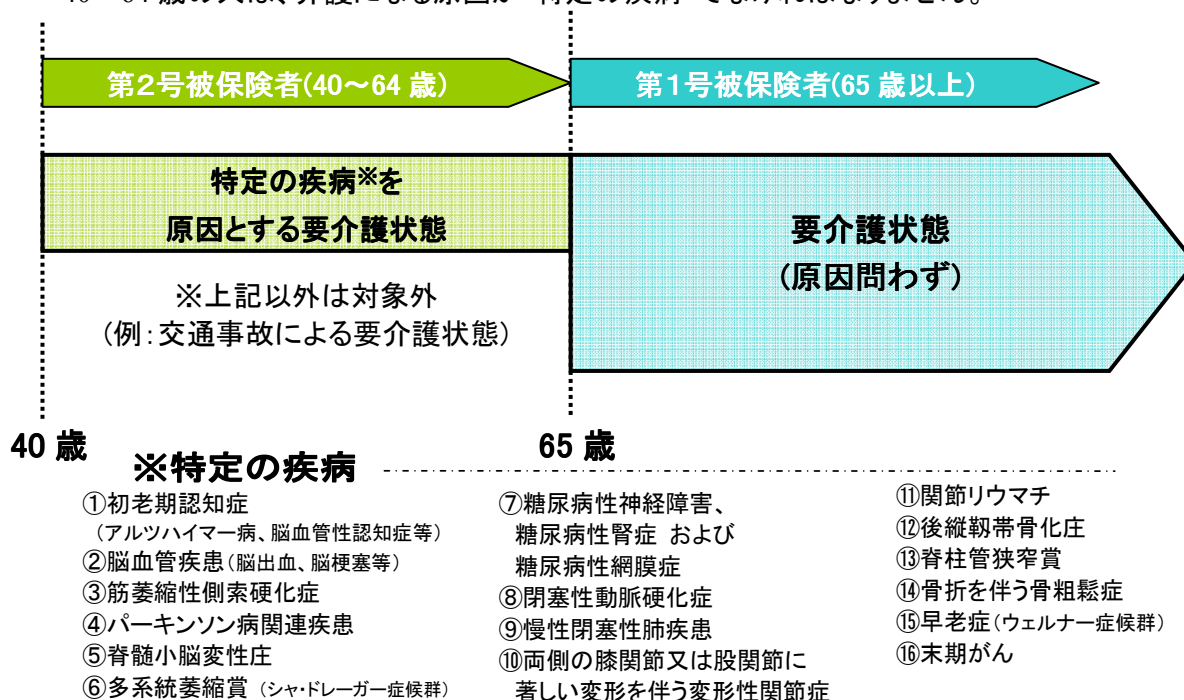 第2号被保険者(40～64 歳)
第1号被保険者(65 歳以上)
特定の疾病※を
原因とする要介護状態
要介護状態
(原因問わず)
※上記以外は対象外
(例:交通事故による要介護状態)
40 歳
65 歳
※特定の疾病
①初老期認知症
(アルツハイマー病、脳血管性認知症等)
②脳血管疾患(脳出血、脳梗塞等)
③筋萎縮性側索硬化症
④パーキンソン病関連疾患
⑤脊髄小脳変性庄
⑥多系統萎縮賞 (シャ・ドレーガー症候群)
⑦糖尿病性神経障害、
糖尿病性腎症 および
糖尿病性網膜症
⑧閉塞性動脈硬化症
⑨慢性閉塞性肺疾患
⑩両側の膝関節又は股関節に
著しい変形を伴う変形性関節症
⑪関節リウマチ
⑫後縦靱帯骨化庄
⑬脊柱管狭窄賞
⑭骨折を伴う骨粗鬆症
⑮早老症(ウェルナー症候群)
⑯末期がん